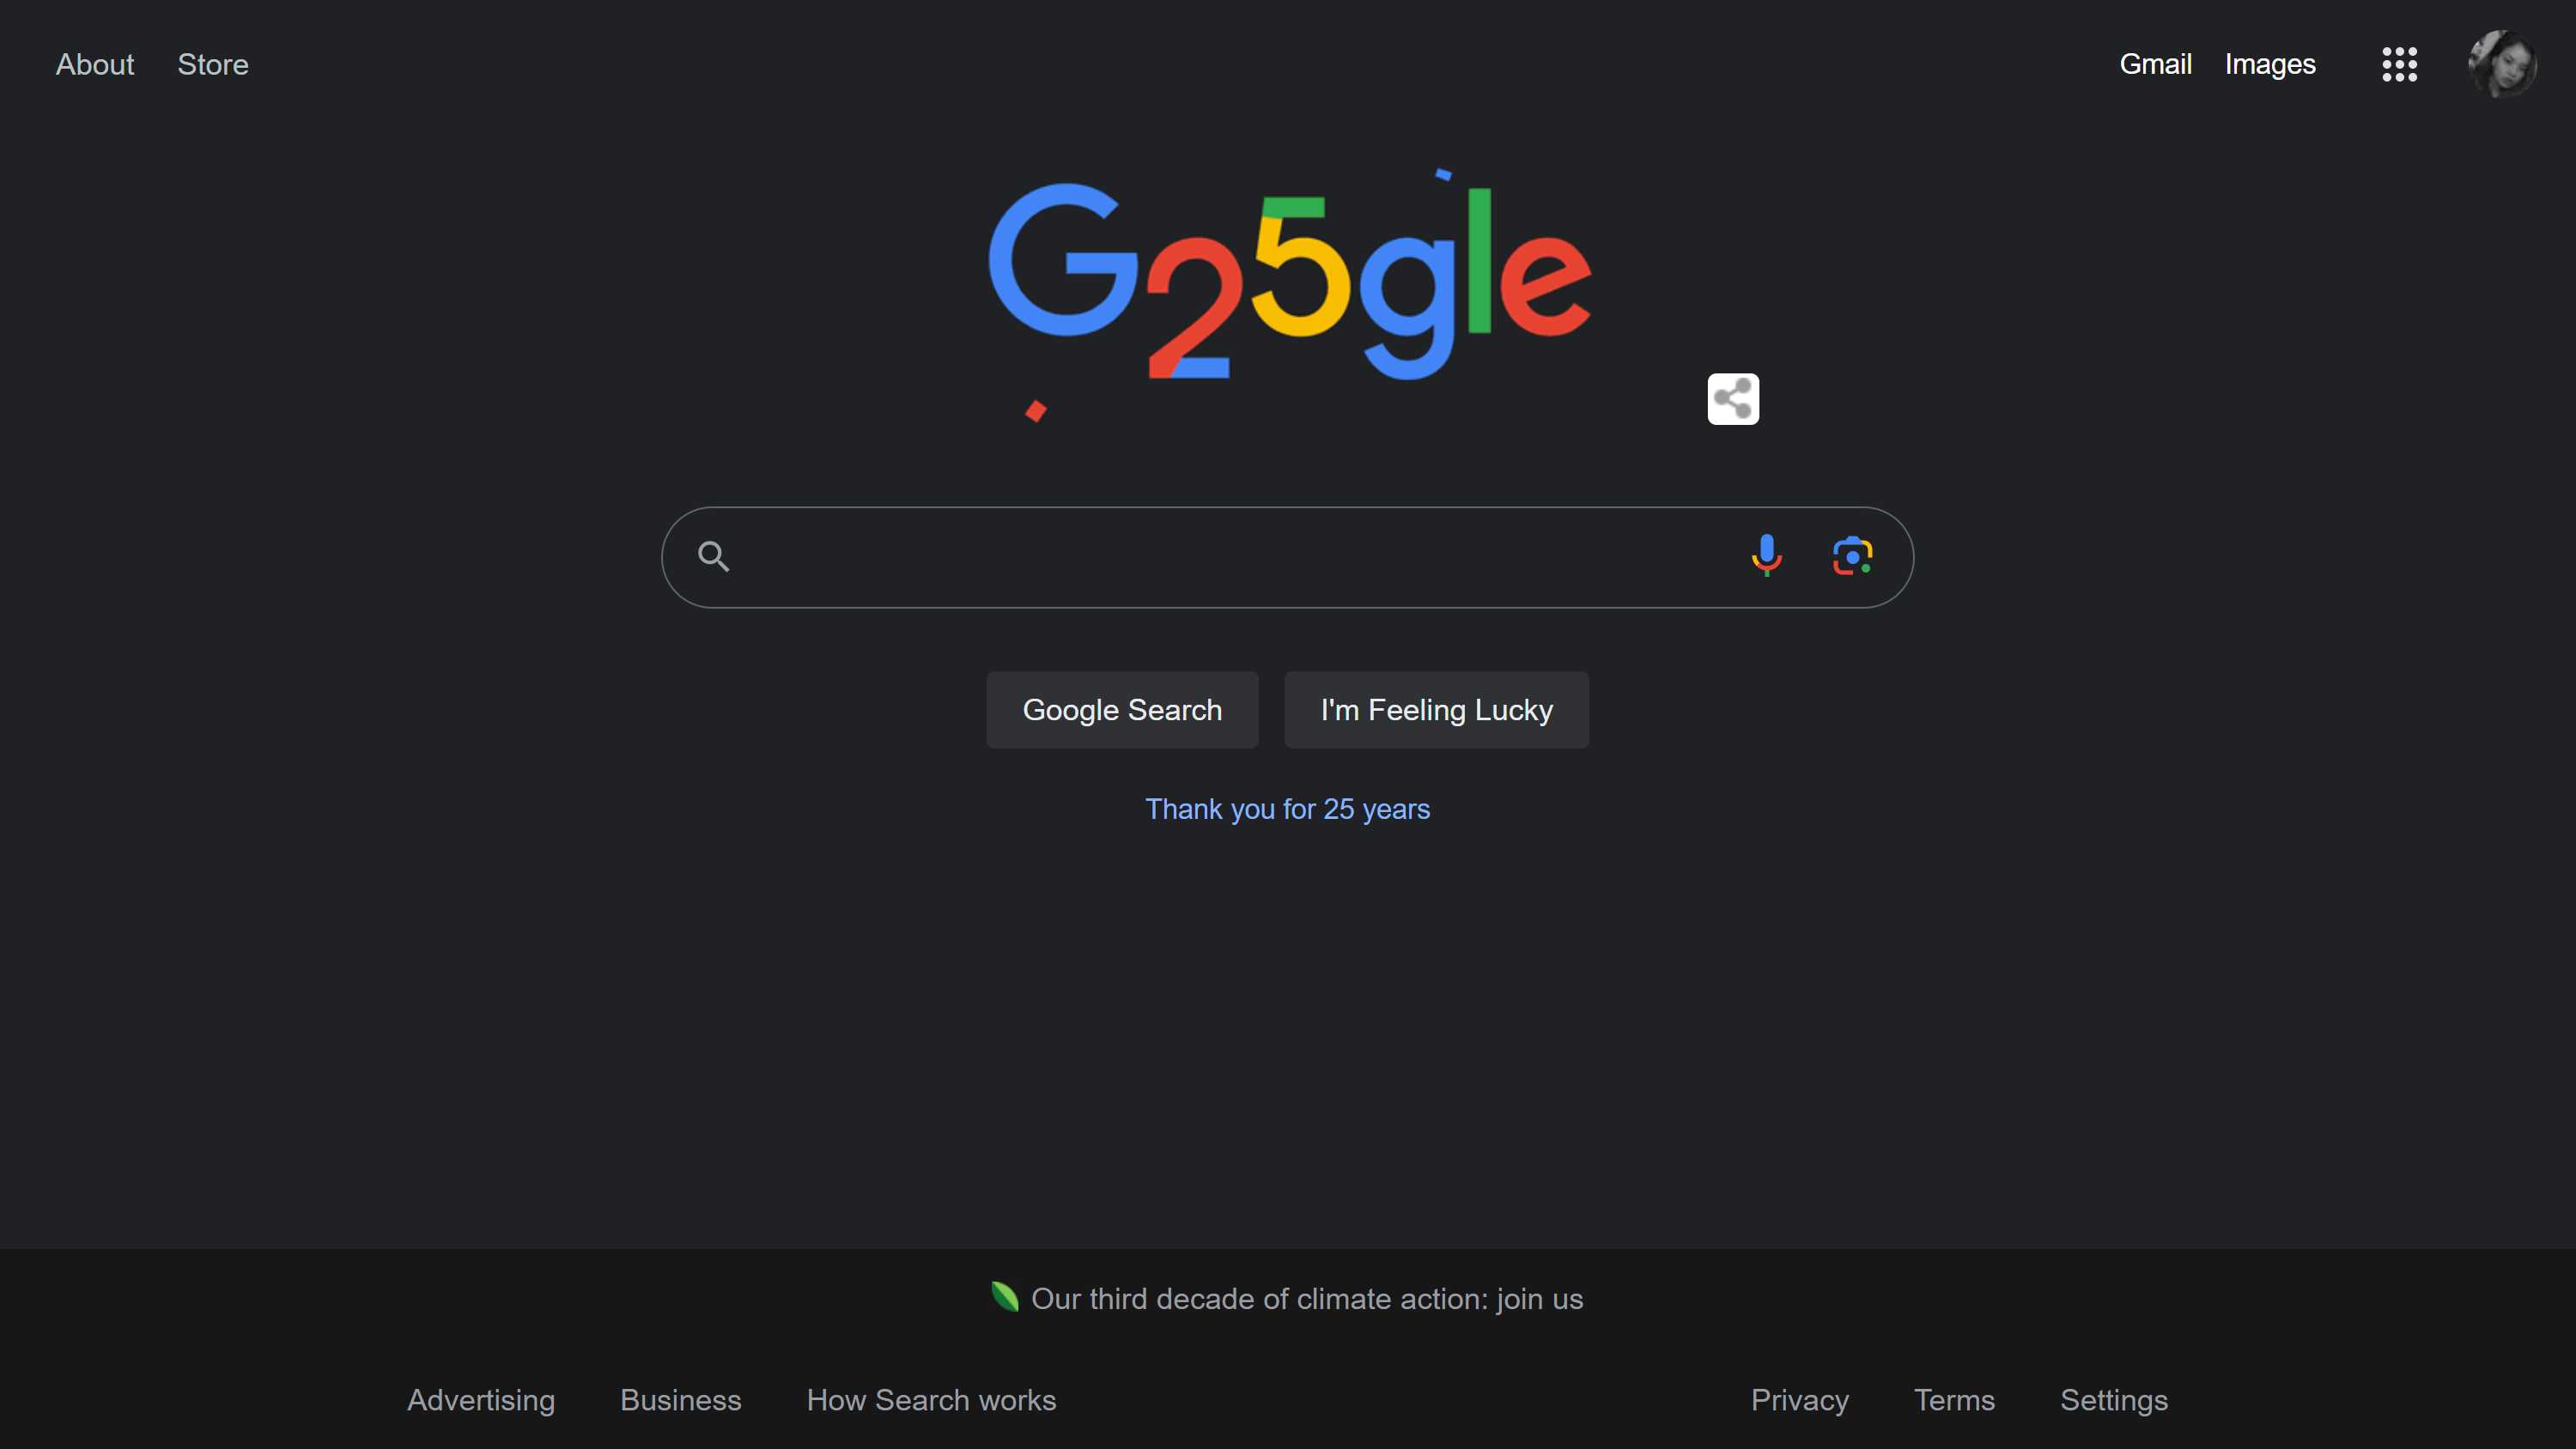 About Store
Gmail Images
G25gle
Google Search I'm Feeling Lucky
Thank you for 25 years
Our third decade of climate action: join us
Advertising Business How Search works
Privacy Terms Settings